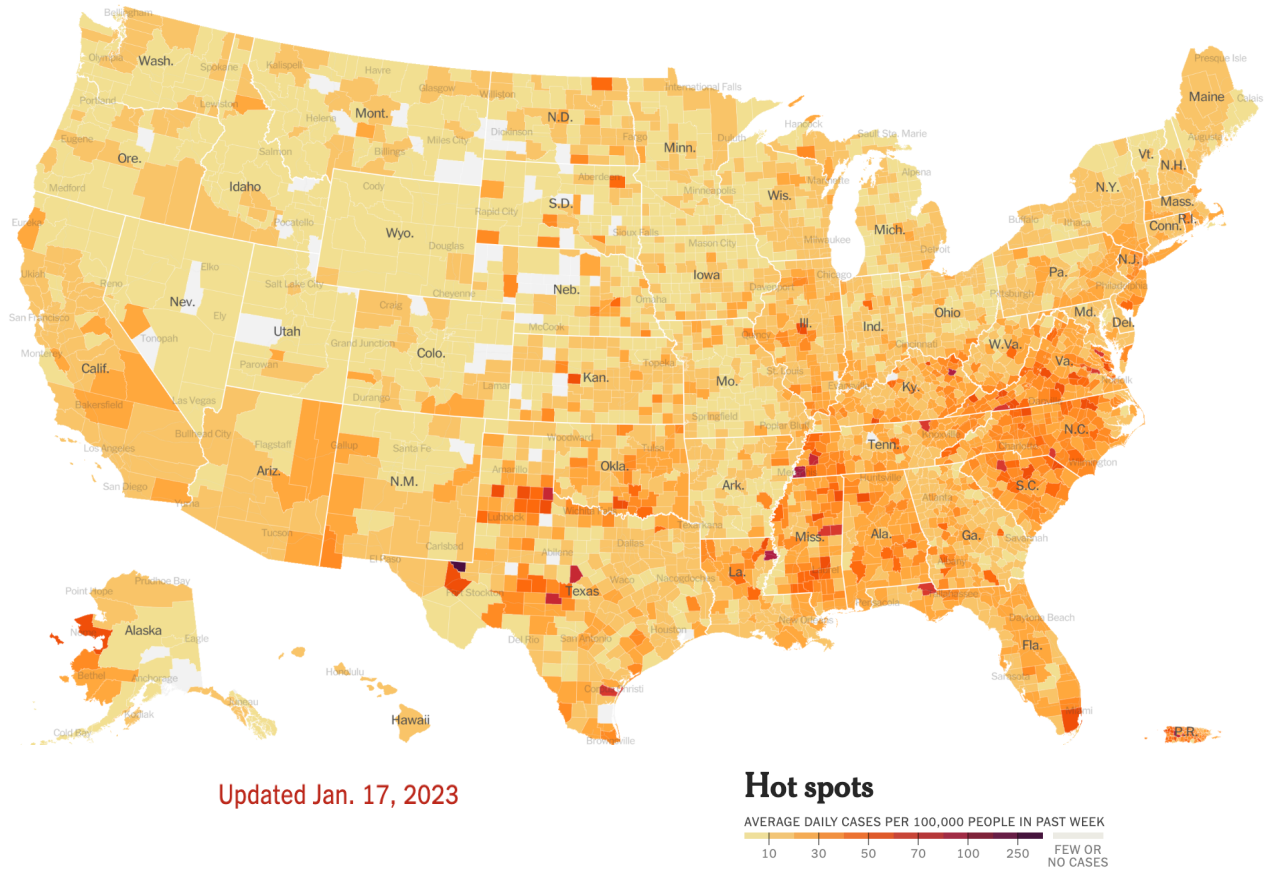 Bellingham
Olympia
Wash.
Spokane
Kalispell
Havre
Glasgow
Williston
International Falls
Presque Isle
Portland
Lewiston
Helena
Mont.
Dickinson
N.D.
Fargo
Duluth
Hancock
Sault Ste. Marie
Maine
Calais
Augusta
Eugene
Ore.
Salmon
Billings
Miles City
Minn.
Vt.
N.H.
Medford
Idaho
Cody
Aberdeen
Minneapolis
Marinette
Alpena
N.Y.
Mass.
Eureka
Pocatello
Wyo.
Rapid City
S.D.
Sioux Falls
Wis.
Mich.
Buffalo
Ithaca
Conn.
R.I.
Douglas
Mason City
Milwaukee
Detroit
Ukiah
Reno
Elko
Salt Lake City
Cheyenne
Neb.
Omaha
Iowa
Davenport
Chicago
Pa.
N.J.
Nev.
Ely
Craig
Pittsburgh
Philadelphia
San Francisco
Tonopah
Utah
McCook
Quincy
Ill.
Ind.
Ohio
Md.
Del.
Monterey
Calif.
Parowan
Grand Junction
Colo.
Lamar
Kan.
Topeka
Mo.
St. Louis
Evansville
Cincinnati
Ky.
W.Va.
Va.
Norfolk
Bakersfield
Las Vegas
Durango
Springfield
Poplar Bluff
Los Angeles
Bullhead City
Flagstaff
Gallup
Santa Fe
Woodward
Tulsa
Tenn.
Knoxville
Charlotte
N.C.
Wilmington
San Diego
Yuma
Ariz.
N.M.
Amarillo
Okla.
Ark.
Huntsville
Atlanta
S.C.
Tucson
Carlsbad
Lubbock
Wichita Falls
Texarkana
Miss.
Ala.
Ga.
Savannah
El Paso
Abilene
Dallas
Prudhoe Bay
Point Hope
Fort Stockton
Texas
Waco
Nacogdoches
La.
Pensacola
Tallahassee
Alaska
Eagle
Del Rio
San Antonio
Houston
New Orleans
Daytona Beach
Fla.
Bethel
Anchorage
Honolulu
Corpus Christi
Sarasota
Miami
Kodiak
Juneau
Hawaii
Cold Bay
Brownsville
P.R.
Updated Jan. 17, 2023
Hot spots
AVERAGE DAILY CASES PER 100,000 PEOPLE IN PAST WEEK
10 30 50 70 100 250
FEW OR
NO CASES